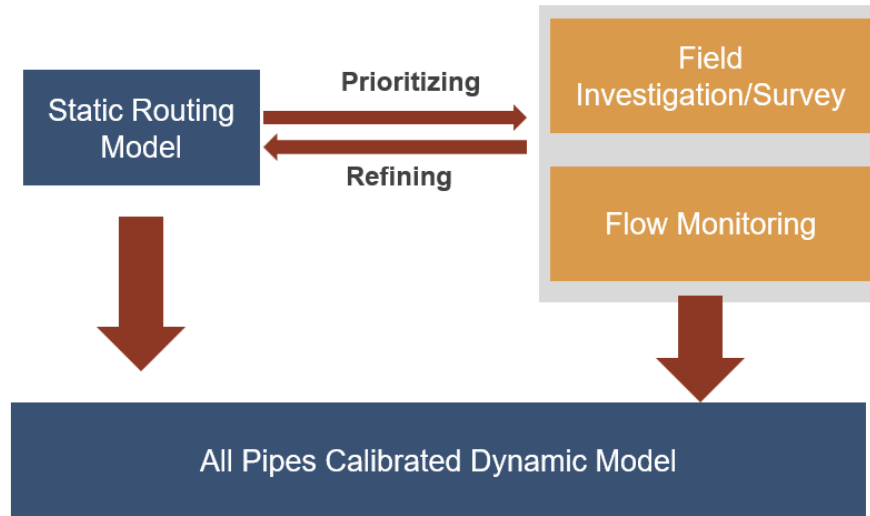 Static Routing
Model
Prioritizing
Refining
Field
Investigation/Survey
Flow Monitoring
All Pipes Calibrated Dynamic Model